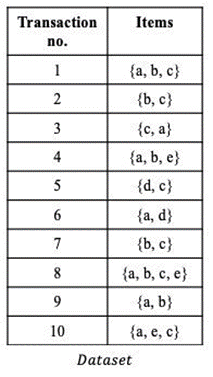 Transaction no. Items
1 {a, b, c}
2 {b, c}
3 {c, a}
4 {a, b, e}
5 {d, c}
6 {a, d}
7 {b, c}
8 {a, b, c, e}
9 {a, b}
10 {a, e, c}
Dataset